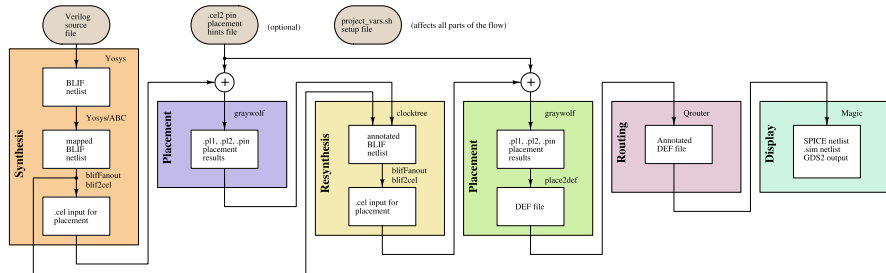 Verilog
source
file
.cel2 pin
placement
hints file
(optional)
project_vars.sh
setup file
(affects all parts of the flow)
Synthesis
Yosys
BLIF
netlist
Yosys/ABC
mapped
BLIF
netlist
blifFanout
blif2cel
.cel input for
placement
+
Placement
graywolf
.pl1, .pl2, .pin
placement
results
Resynthesis
clocktree
annotated
BLIF
netlist
blifFanout
blif2cel
.cel input for
placement
+
Placement
graywolf
.pl1, .pl2, .pin
placement
results
place2def
DEF file
Routing
Qrouter
Annotated
DEF file
Display
Magic
SPICE netlist
.sim netlist
GDS2 output